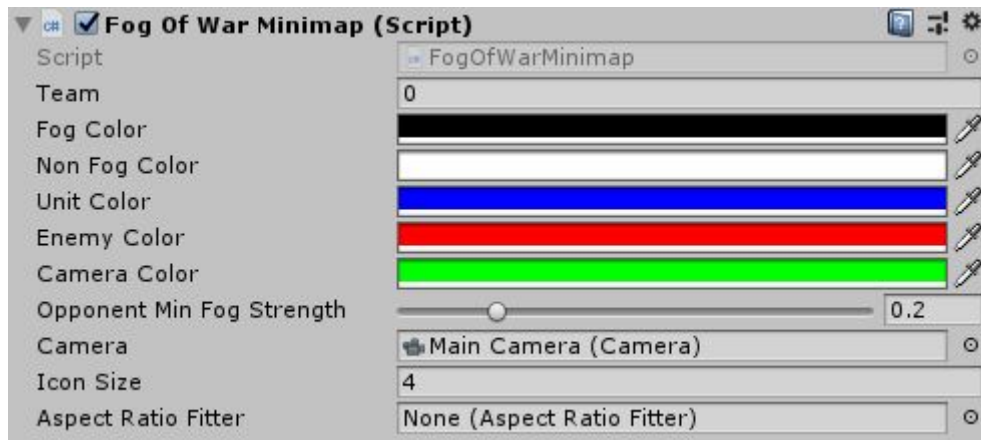 Fog Of War Minimap (Script)
Script FogOfWarMinimap
Team 0
Fog Color
Non Fog Color
Unit Color
Enemy Color
Camera Color
Opponent Min Fog Strength 0.2
Camera Main Camera (Camera)
Icon Size 4
Aspect Ratio Fitter None (Aspect Ratio Fitter)